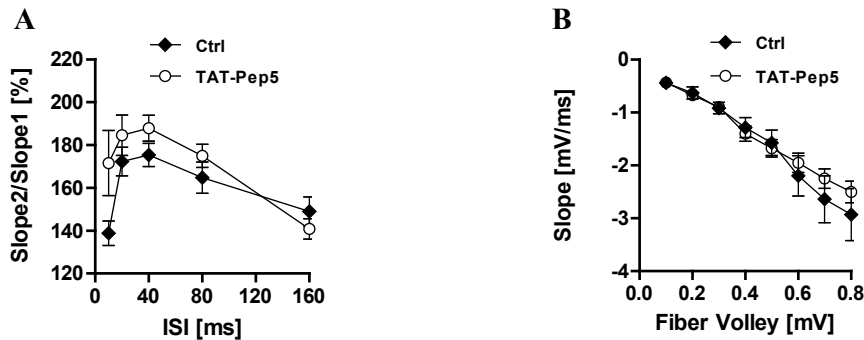 A
Ctrl
TAT-Pep5
Slope2/Slope1 [%]
220
200
180
160
140
120
0 40 80 120 160
ISI [ms]
B
Ctrl
TAT-Pep5
Slope [mV/ms]
0
-1
-2
-3
-4
0.0 0.2 0.4 0.6 0.8
Fiber Volley [mV]